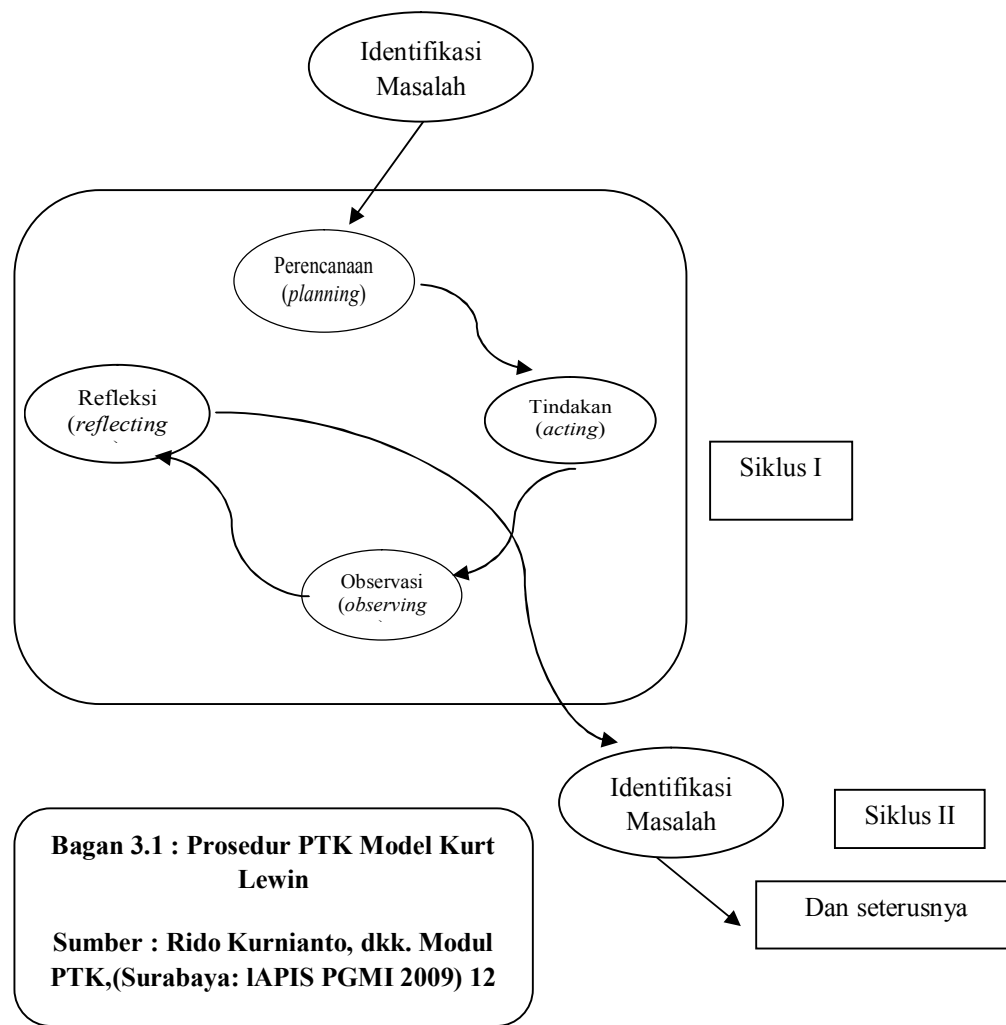 Identifikasi
Masalah
Perencanaan
(planning)
Refleksi
(reflecting
Tindakan
(acting)
Siklus I
Observasi
(observing
Identifikasi
Masalah
Siklus II
Dan seterusnya
Bagan 3.1 : Prosedur PTK Model Kurt
Lewin
Sumber : Rido Kurnianto, dkk. Modul
PTK,(Surabaya: lAPIS PGMI 2009) 12